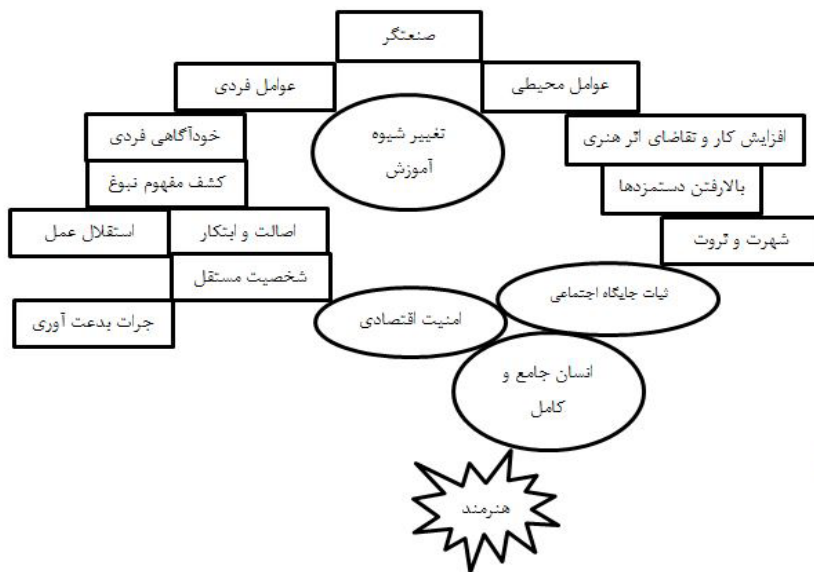 صنعتگر
عوامل محیطی
عوامل فردی
تغییر شیوه
آموزش
افزایش کار و تقاضای اثر هنری
خودآگاهی فردی
بالارفتن دستمزدها
کشف مفهوم نبوغ
شهرت و ثروت
اصالت و ابتکار
استقلال عمل
شخصیت مستقل
ثبات جایگاه اجتماعی
امنیت اقتصادی
جرات بدعت آوری
انسان جامع و
کامل
هنرمند